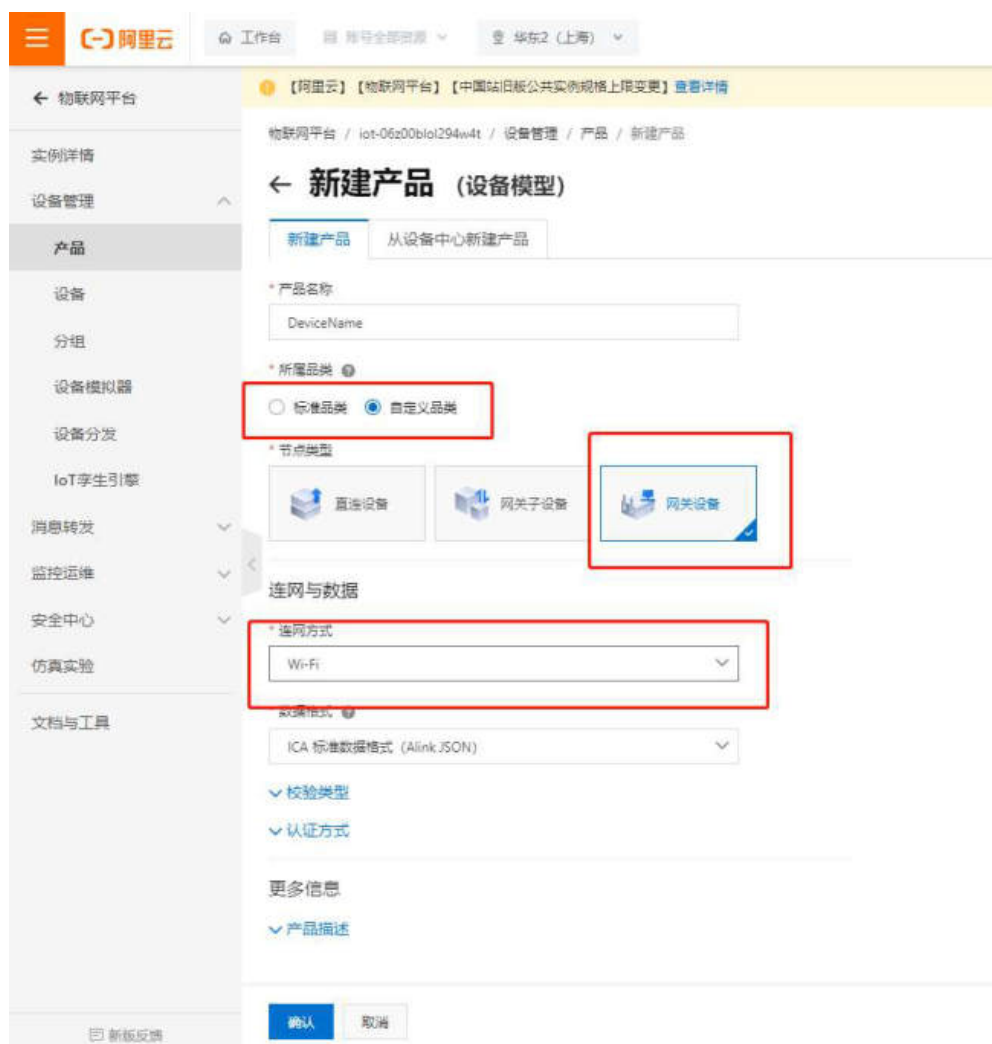 阿里云
工作台
账号全部资源
华东2（上海）
物联网平台
【阿里云】【物联网平台】【中国站旧版公共实例规格上限变更】查看详情
物联网平台 / iot-06z00blol294w4t / 设备管理 / 产品 / 新建产品
实例详情
设备管理
产品
设备
分组
设备模拟器
设备分发
IoT孪生引擎
消息转发
监控运维
安全中心
仿真实验
文档与工具
新版反馈
新建产品（设备模型）
新建产品
从设备中心新建产品
* 产品名称
DeviceName
* 所属品类
标准品类
自定义品类
* 节点类型
直连设备
网关子设备
网关设备
连网与数据
* 连网方式
Wi-Fi
* 数据格式
ICA 标准数据格式（Alink JSON）
校验类型
认证方式
更多信息
产品描述
确认
取消